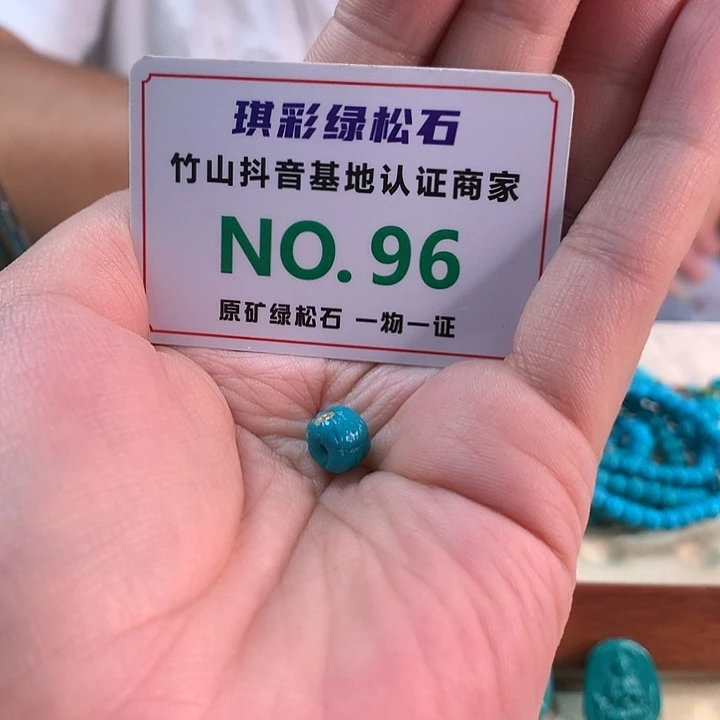 琪彩绿松石
竹山抖音基地认证商家
NO.96
原矿绿松石 一物一证